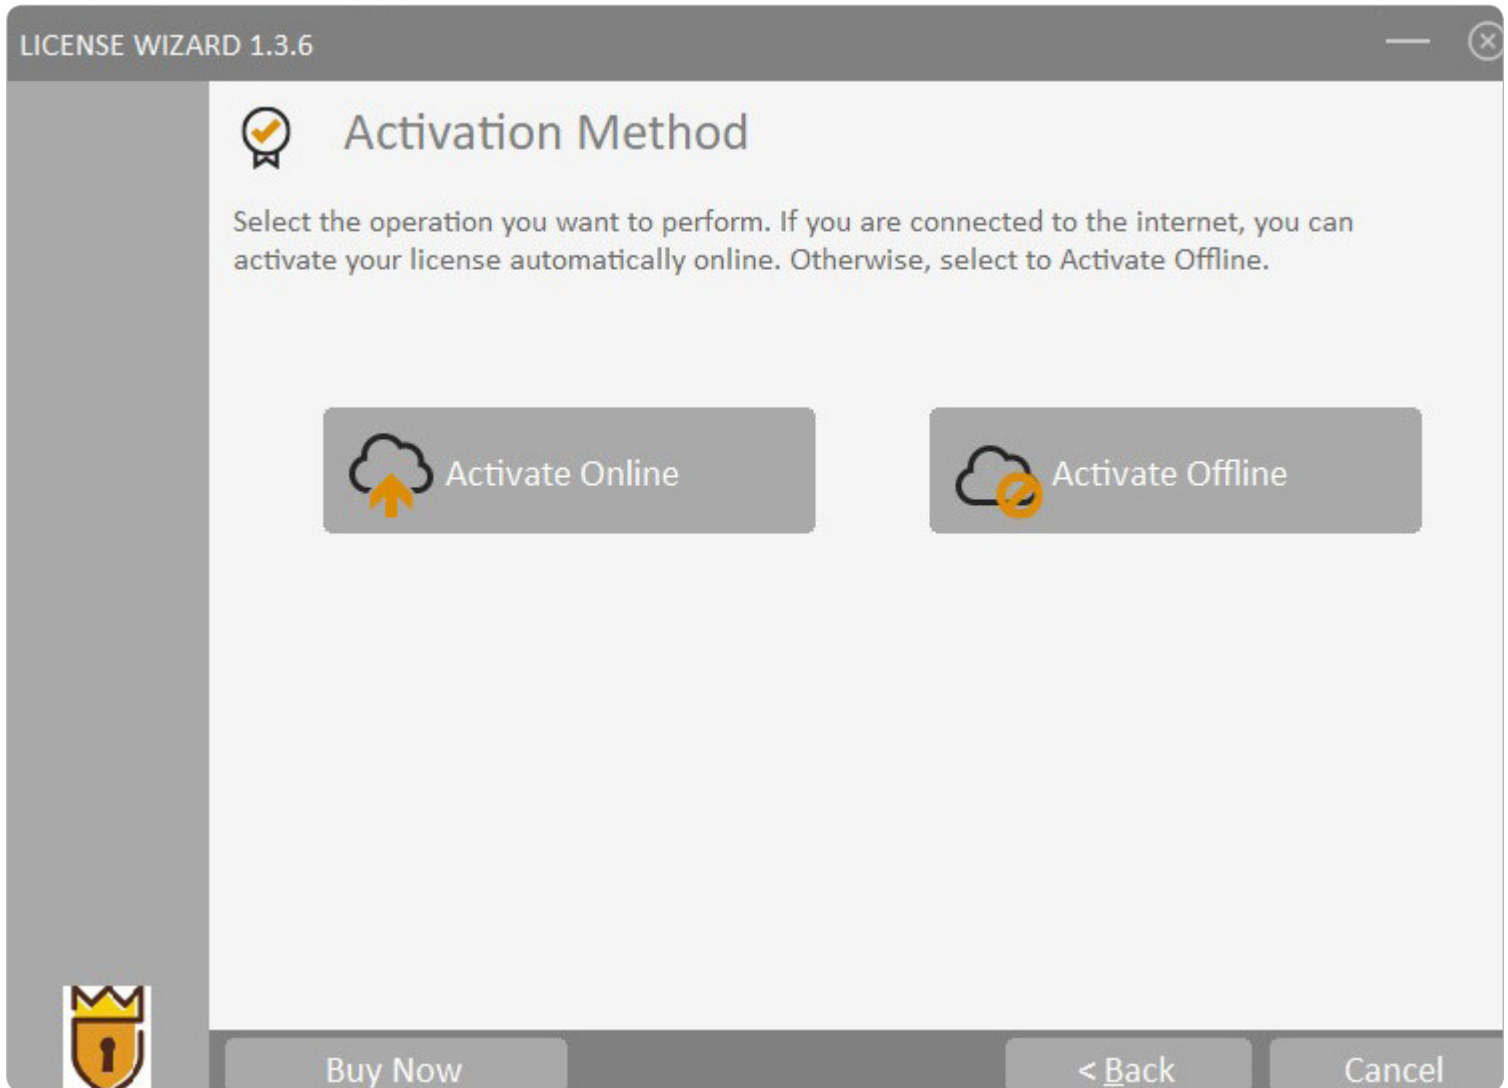 LICENSE WIZARD 1.3.6
Activation Method
Select the operation you want to perform. If you are connected to the internet, you can
activate your license automatically online. Otherwise, select to Activate Offline.
Activate Online
Activate Offline
Buy Now
< Back
Cancel